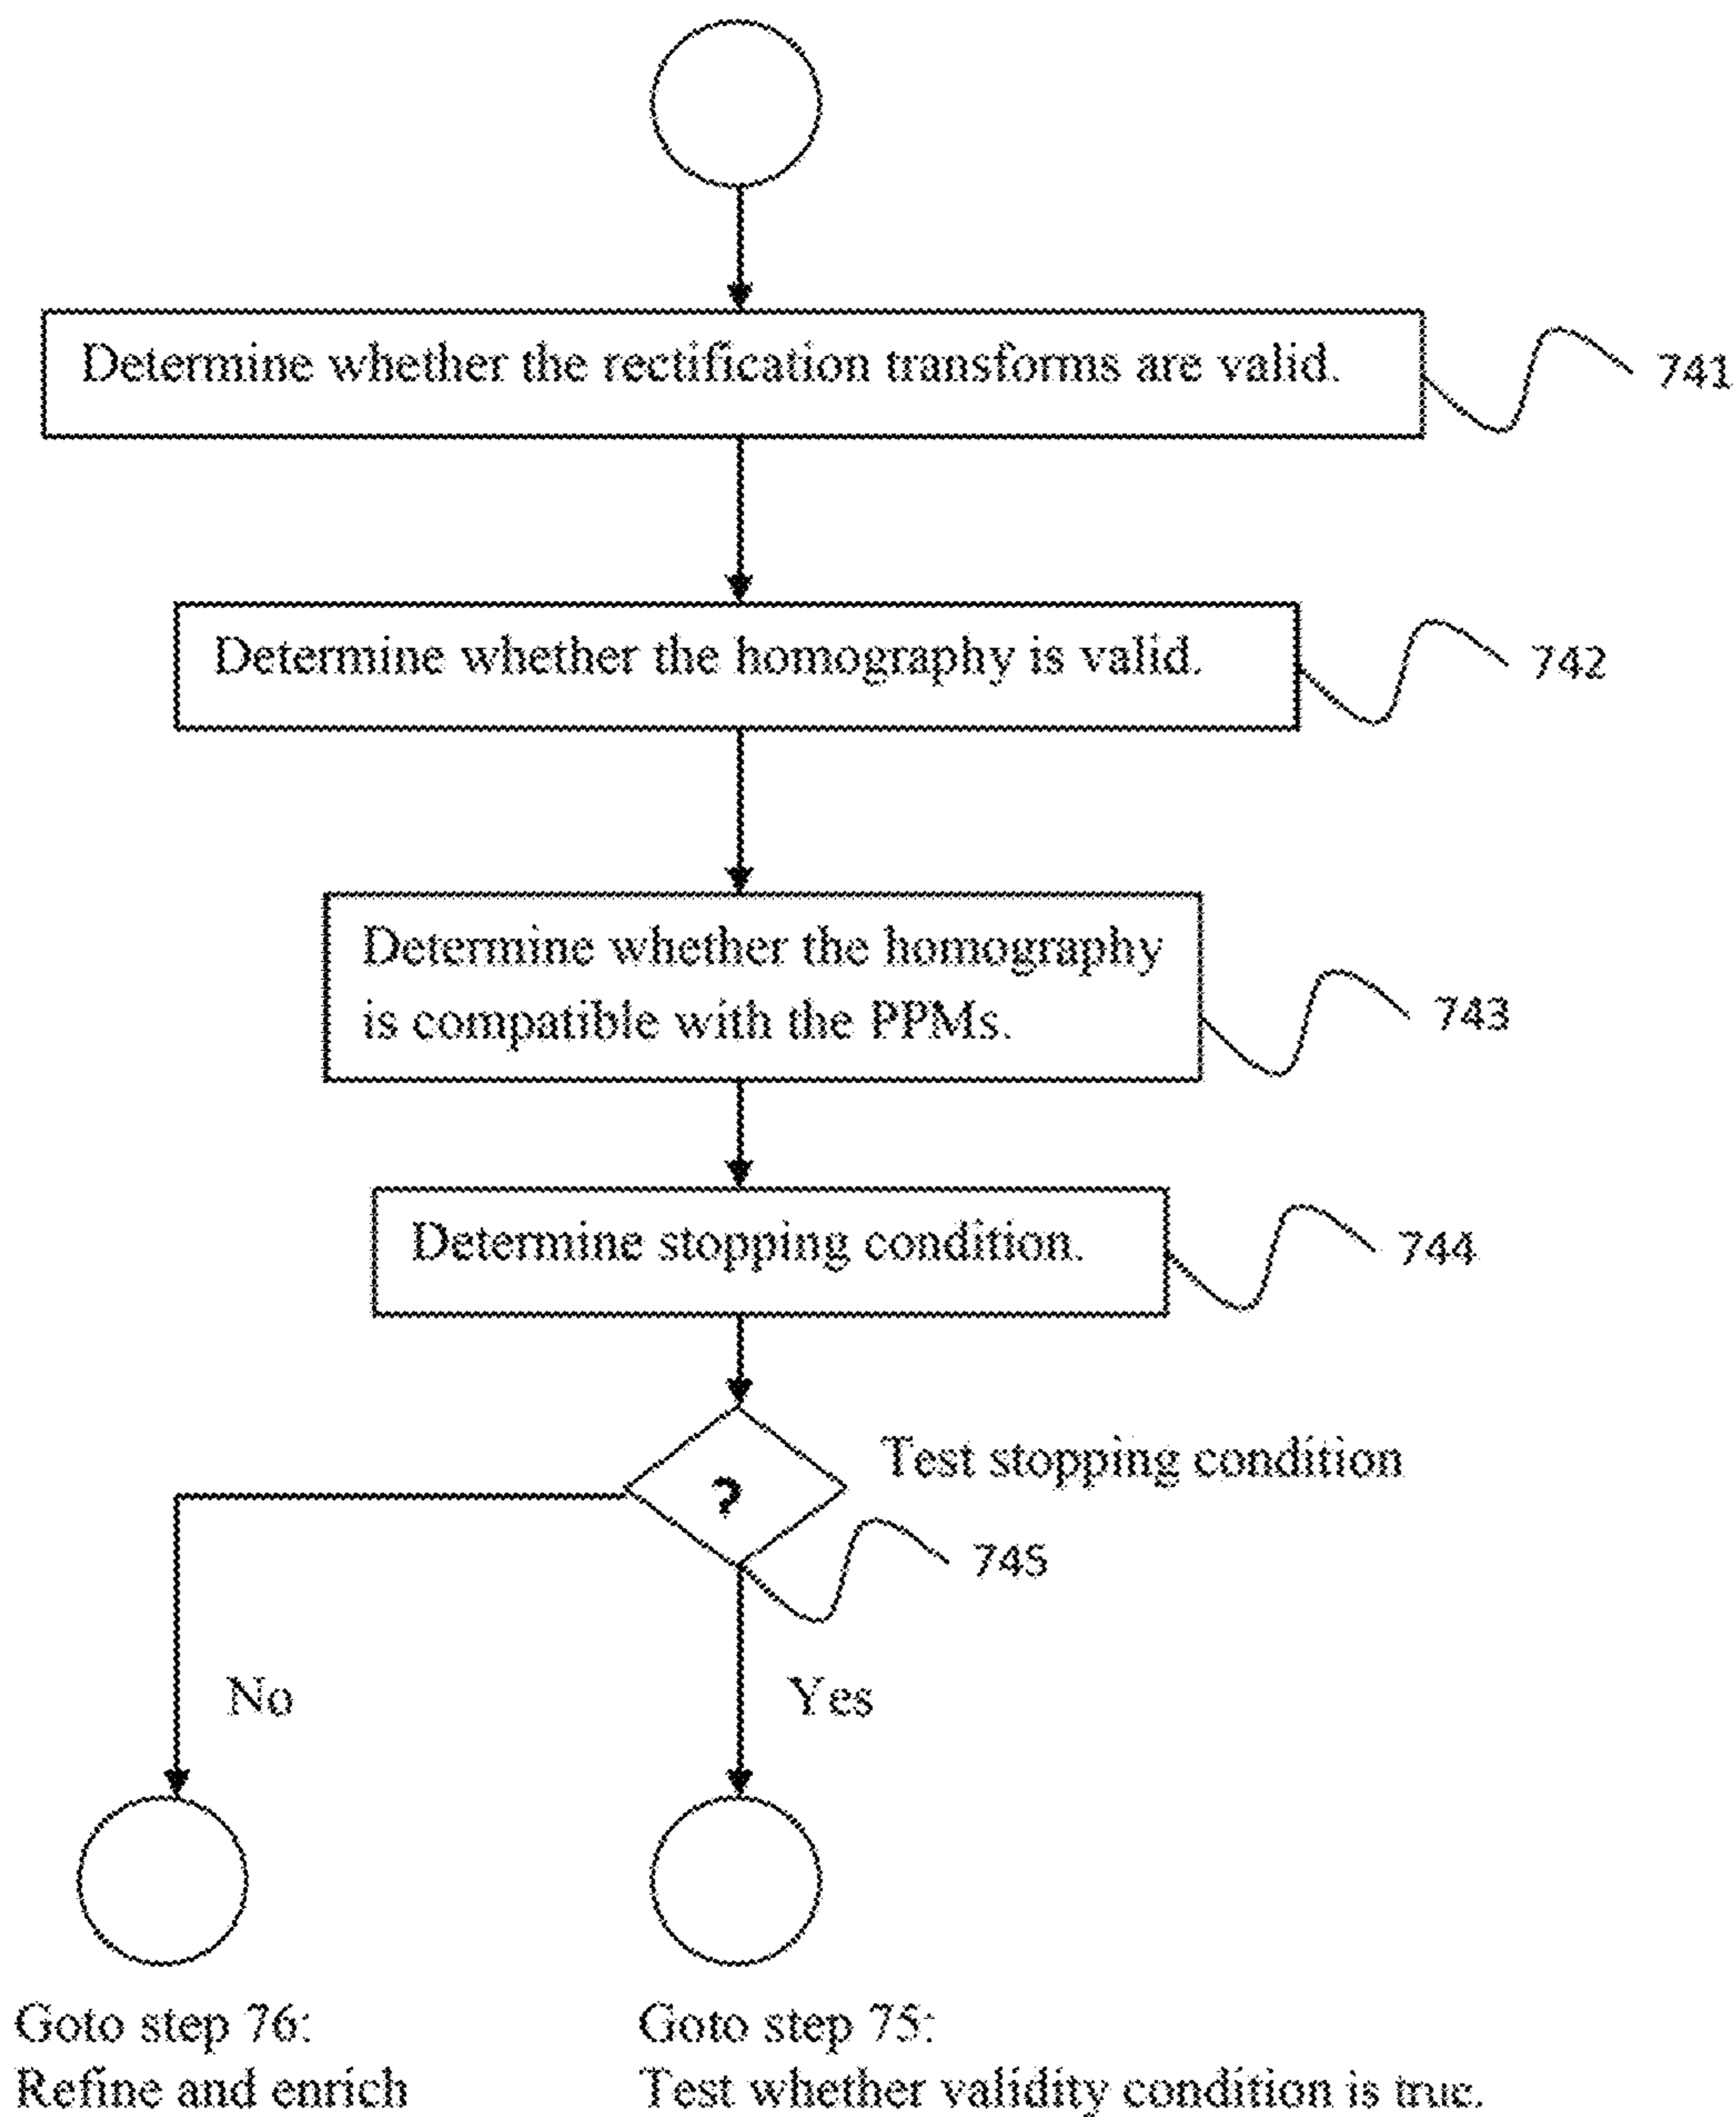 Determine whether the rectification transforms are valid.
741
Determine whether the homography is valid.
742
Determine whether the homography
is compatible with the PPMs.
743
Determine stopping condition.
744
?
Test stopping condition
745
No
Yes
Goto step 76:
Refine and enrich
Goto step 75:
Test whether validity condition is true.